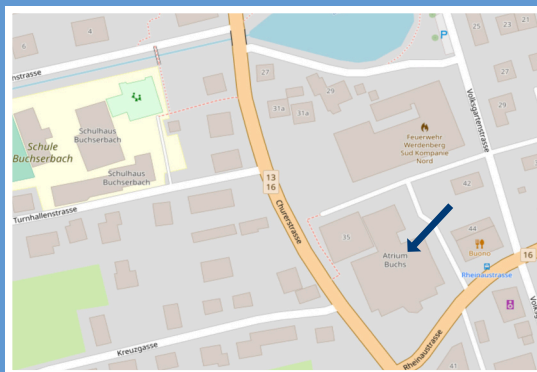 5
4
P
25
23
21
27
29
31a
31a
27
29
nstrasse
Schule
Buchserbach
Schulhaus
Buchserbach
Schulhaus
Buchserbach
Feuerwehr
Werdenberg
Süd Kompanie
Nord
Volksgartenstrasse
13
16
Turnhallenstrasse
Churerstrasse
42
44
35
Atrium
Buchs
Buono
Rheinaustrasse
16
Kreuzgasse
Rheinaustrasse
41
Volksg